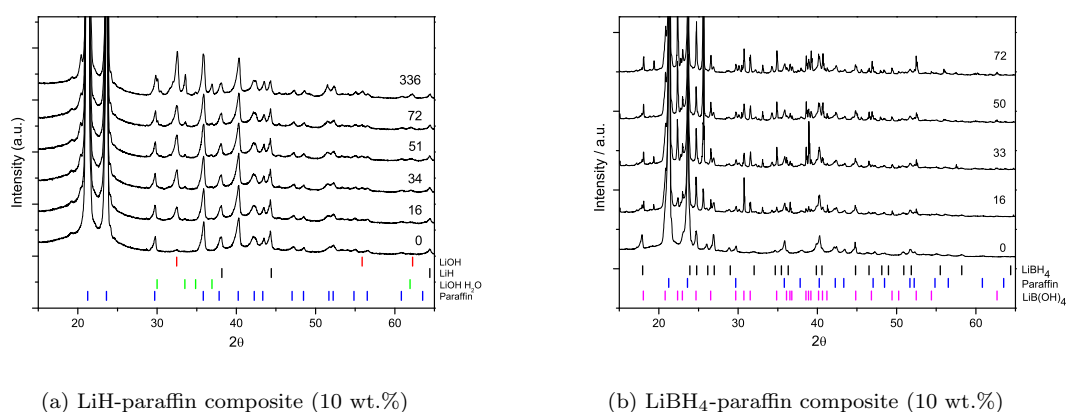 Intensity (a.u.)
336
72
51
34
16
0
LiOH
LiH
LiOH H2O
Paraffin
20 30 40 50 60
2θ
(a) LiH-paraffin composite (10 wt.%)
Intensity / a.u.
72
50
33
16
0
LiBH4
Paraffin
LiB(OH)4
20 30 40 50 60
2θ
(b) LiBH4-paraffin composite (10 wt.%)